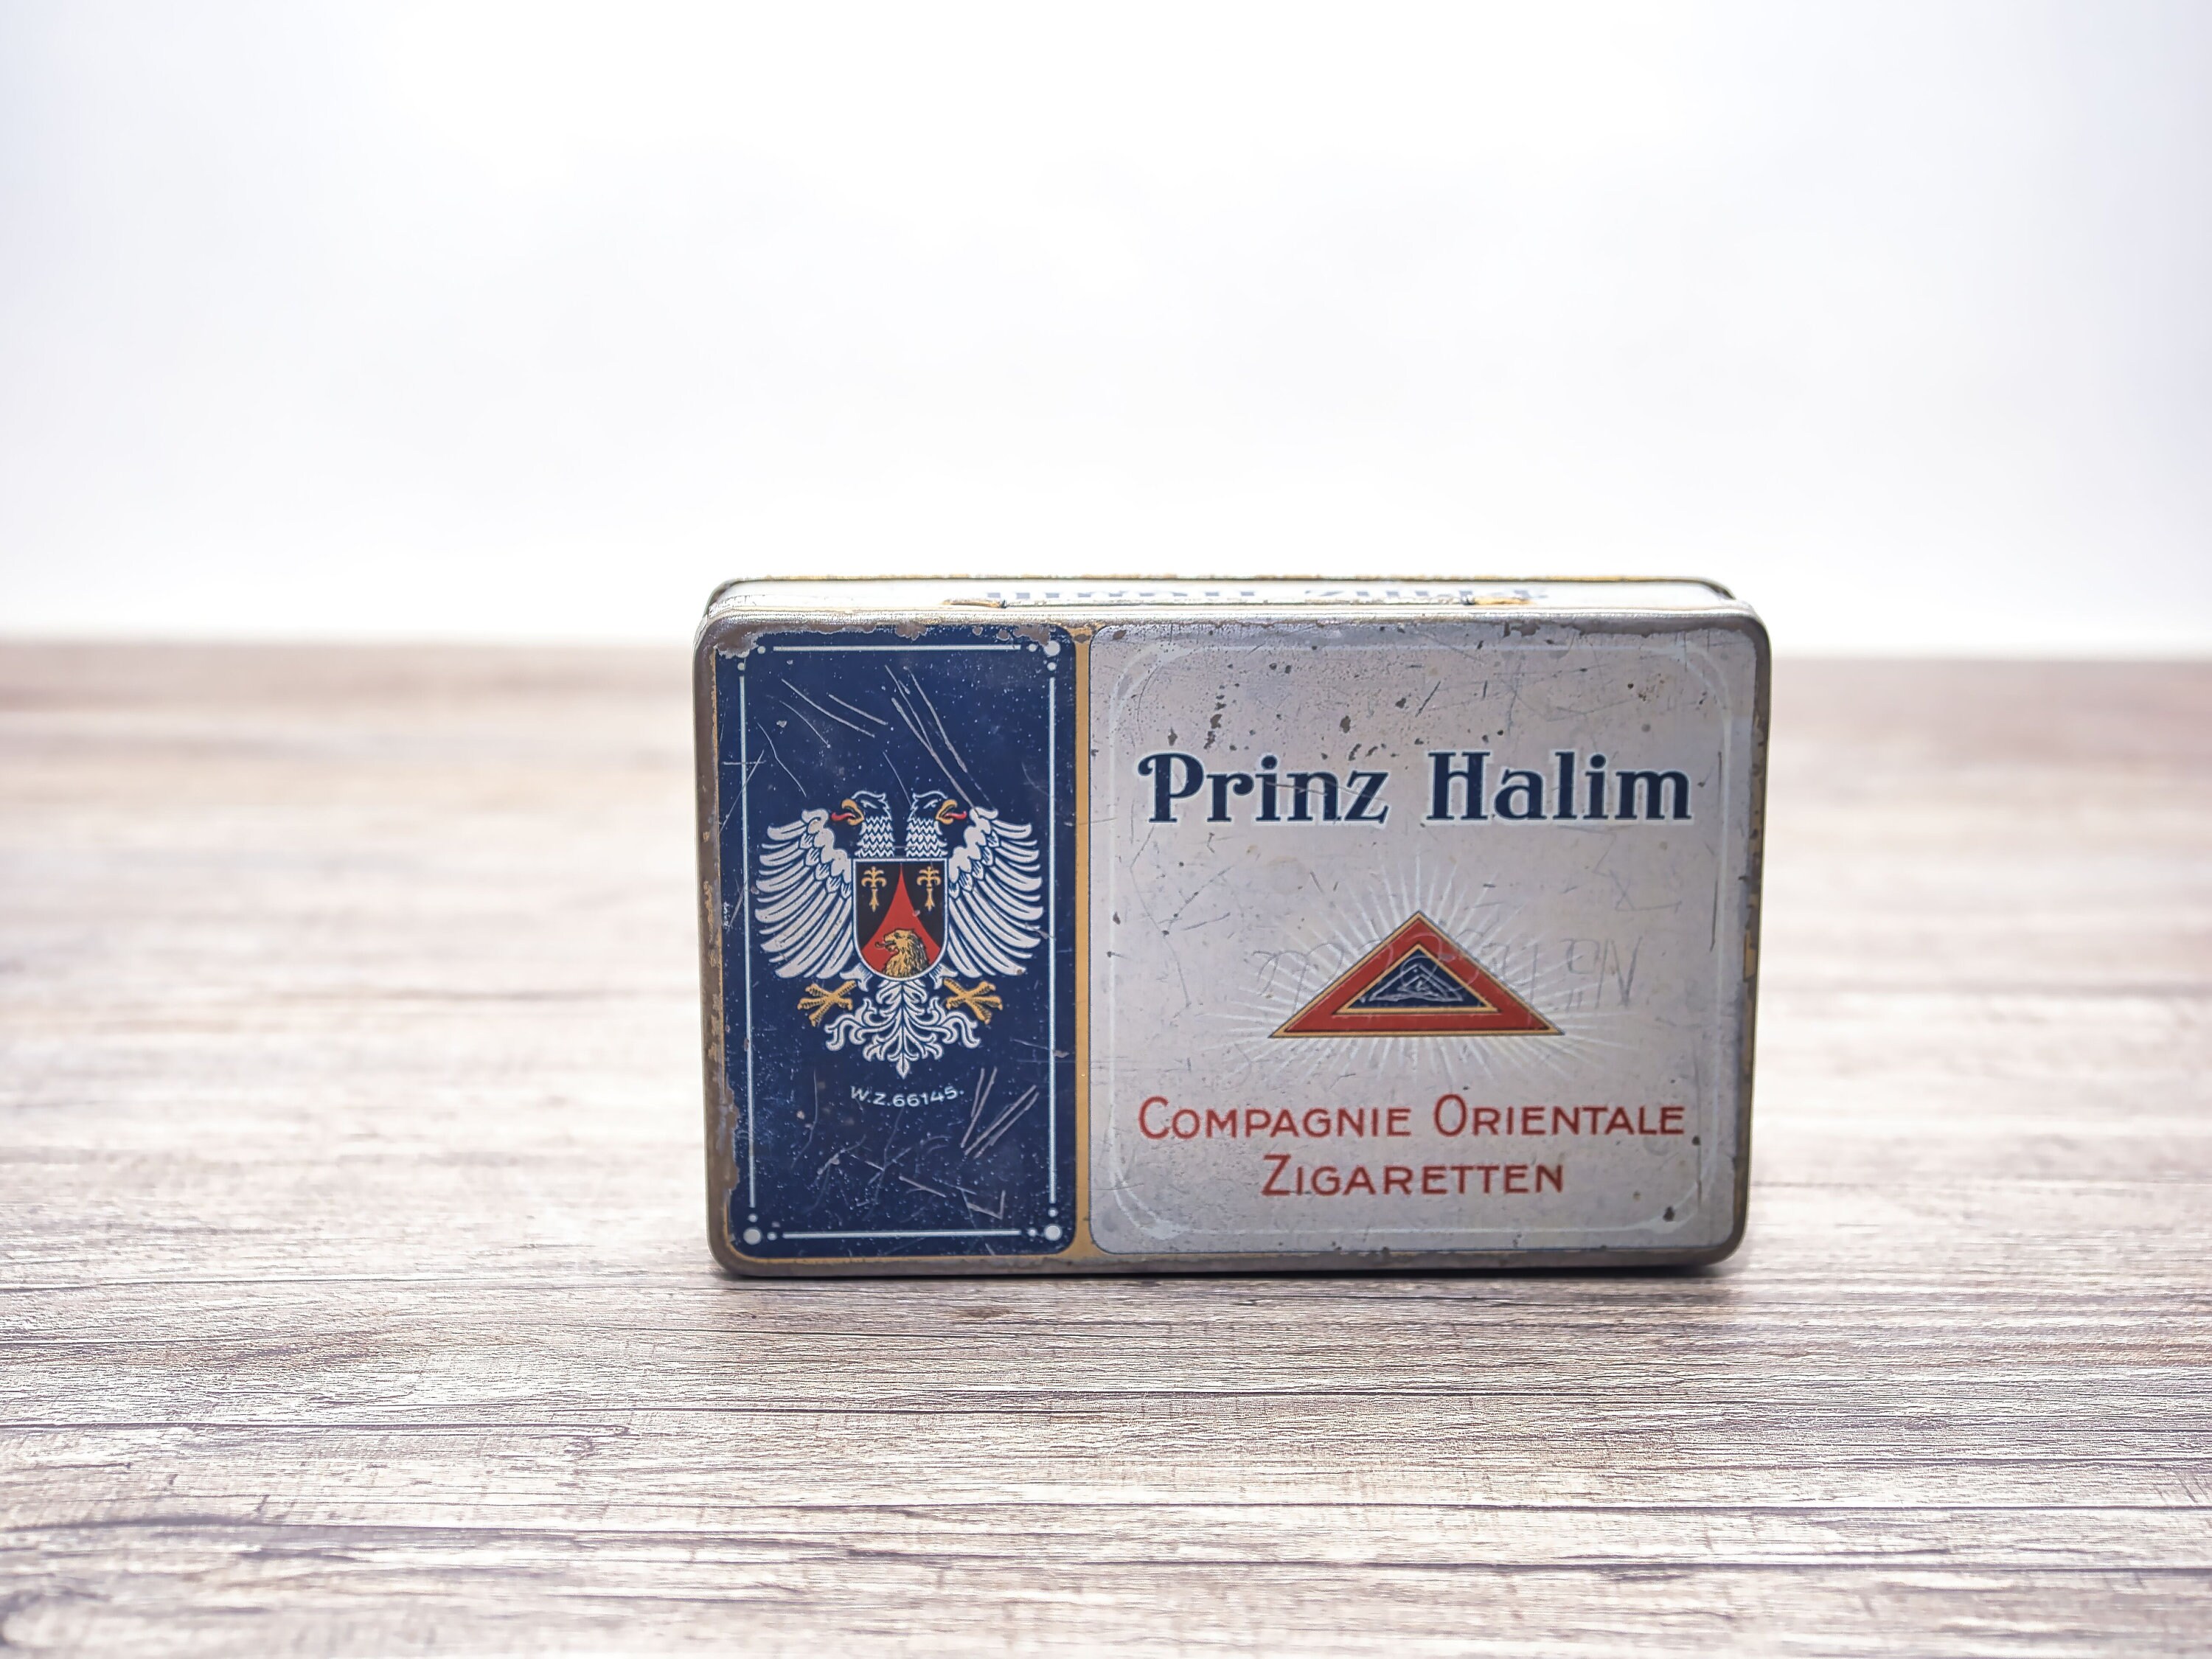 Prinz Halim
W.Z.66145.
COMPAGNIE ORIENTALE
ZIGARETTEN